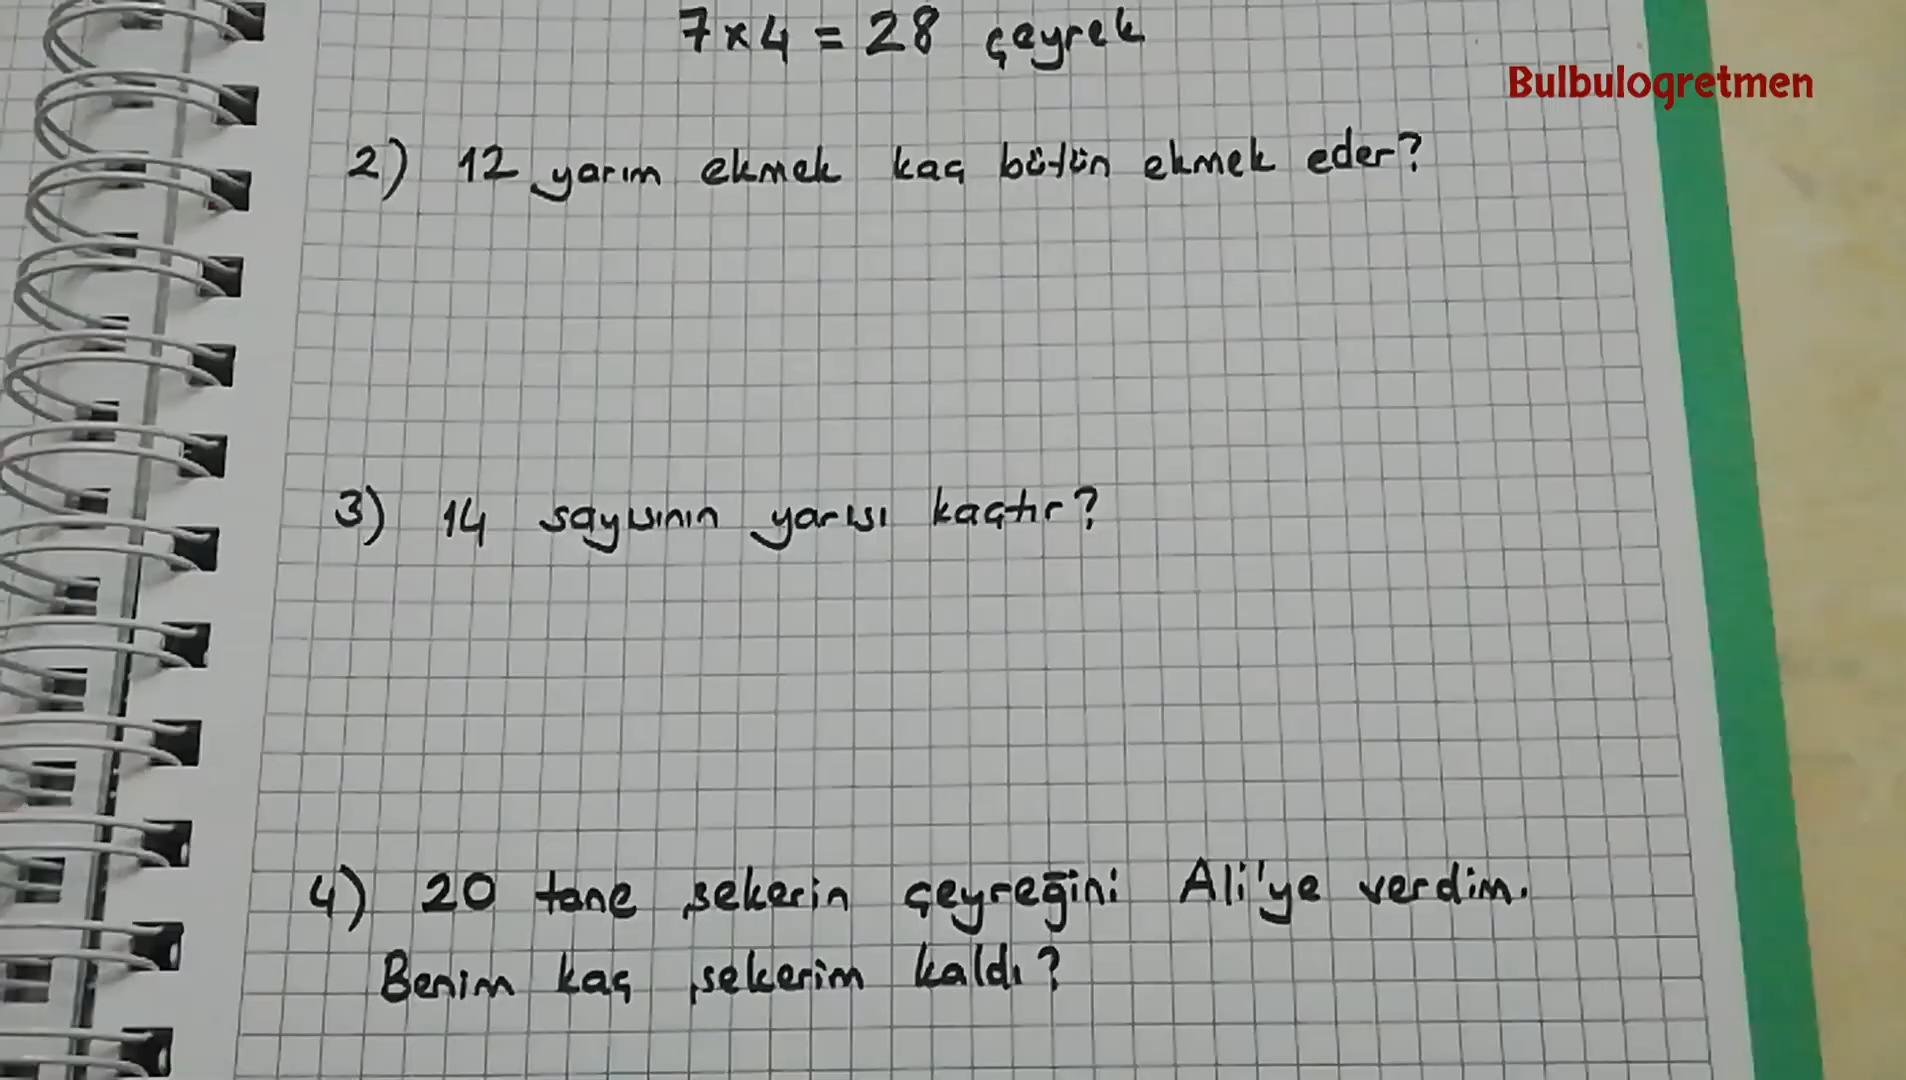 7x4 = 28 çeyrek
Bulbulogretmen
2) 12 yarım ekmek kaç bütün ekmek eder?
3) 14 sayısının yarısı kaçtır?
4) 20 tane şekerin çeyreğini Ali'ye verdim.
Benim kaç şekerim kaldı?